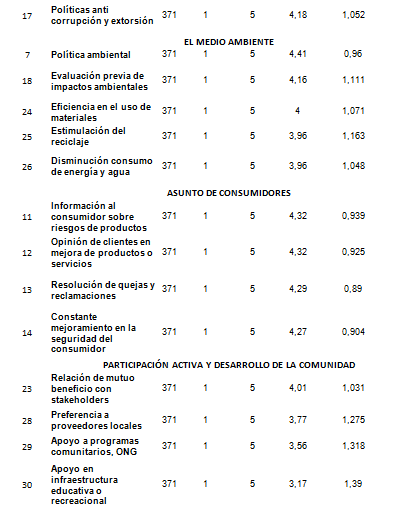 17 Políticas anti corrupción y extorsión 371 1 5 4,18 1,052
EL MEDIO AMBIENTE
7 Política ambiental 371 1 5 4,41 0,96
18 Evaluación previa de impactos ambientales 371 1 5 4,16 1,111
24 Eficiencia en el uso de materiales 371 1 5 4 1,071
25 Estimulación del reciclaje 371 1 5 3,96 1,163
26 Disminución consumo de energía y agua 371 1 5 3,96 1,048
ASUNTO DE CONSUMIDORES
11 Información al consumidor sobre riesgos de productos 371 1 5 4,32 0,939
12 Opinión de clientes en mejora de productos o servicios 371 1 5 4,32 0,925
13 Resolución de quejas y reclamaciones 371 1 5 4,29 0,89
14 Constante mejoramiento en la seguridad del consumidor 371 1 5 4,27 0,904
PARTICIPACIÓN ACTIVA Y DESARROLLO DE LA COMUNIDAD
23 Relación de mutuo beneficio con stakeholders 371 1 5 4,01 1,031
28 Preferencia a proveedores locales 371 1 5 3,77 1,275
29 Apoyo a programas comunitarios, ONG 371 1 5 3,56 1,318
30 Apoyo en infraestructura educativa o recreacional 371 1 5 3,17 1,39